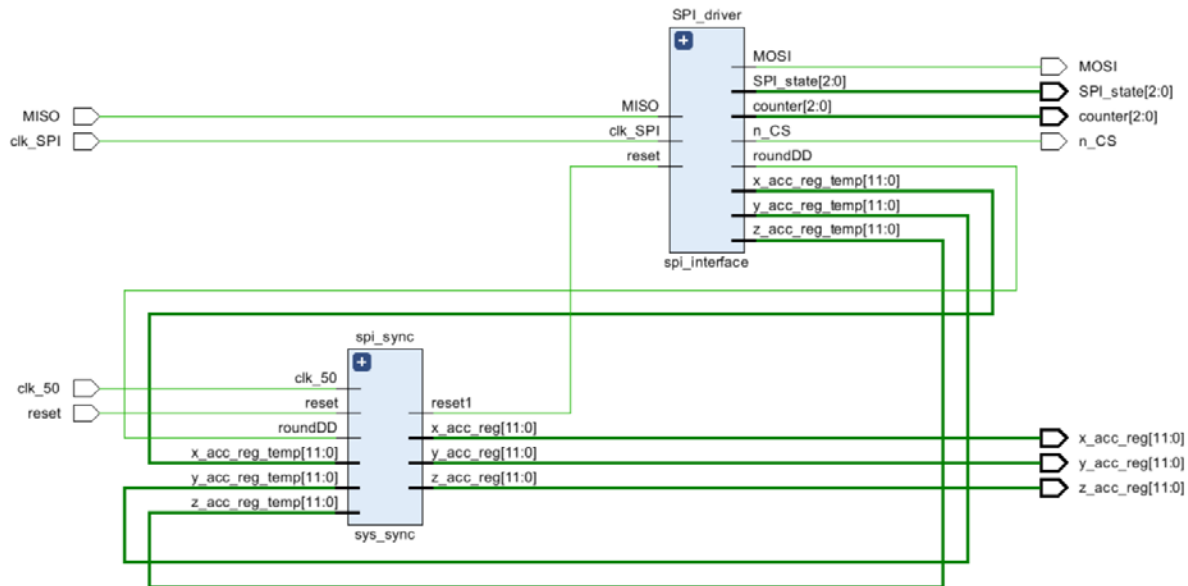 SPI_driver
MOSI
MOSI
SPI_state[2:0]
SPI_state[2:0]
MISO
MISO
counter[2:0]
counter[2:0]
clk_SPI
clk_SPI
n_CS
n_CS
reset
roundDD
x_acc_reg_temp[11:0]
y_acc_reg_temp[11:0]
z_acc_reg_temp[11:0]
spi_interface
spi_sync
clk_50
clk_50
reset
reset
reset1
roundDD
x_acc_reg[11:0]
x_acc_reg[11:0]
x_acc_reg_temp[11:0]
y_acc_reg[11:0]
y_acc_reg[11:0]
y_acc_reg_temp[11:0]
z_acc_reg[11:0]
z_acc_reg[11:0]
z_acc_reg_temp[11:0]
sys_sync